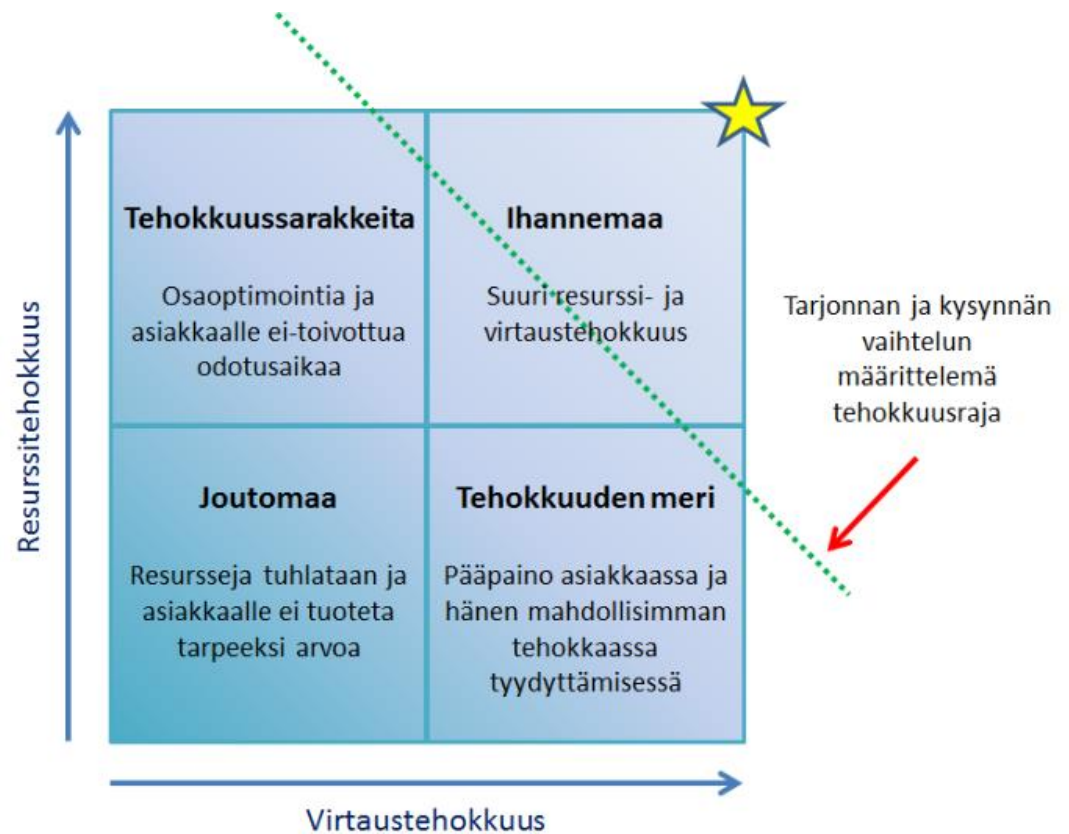 Resurssitehokkuus
Tehokkuussarakkeita
Osaoptimointia ja
asiakkaalle ei-toivottua
odotusaikaa
Ihannemaa
Suuri resurssi- ja
virtaustehokkuus
Joutomaa
Resursseja tuhlataan ja
asiakkaalle ei tuoteta
tarpeeksi arvoa
Tehokkuuden meri
Pääpaino asiakkaassa ja
hänen mahdollisimman
tehokkaassa
tyydyttämisessä
Tarjonnan ja kysynnän
vaihtelun
määrittelemä
tehokkuusraja
Virtaustehokkuus